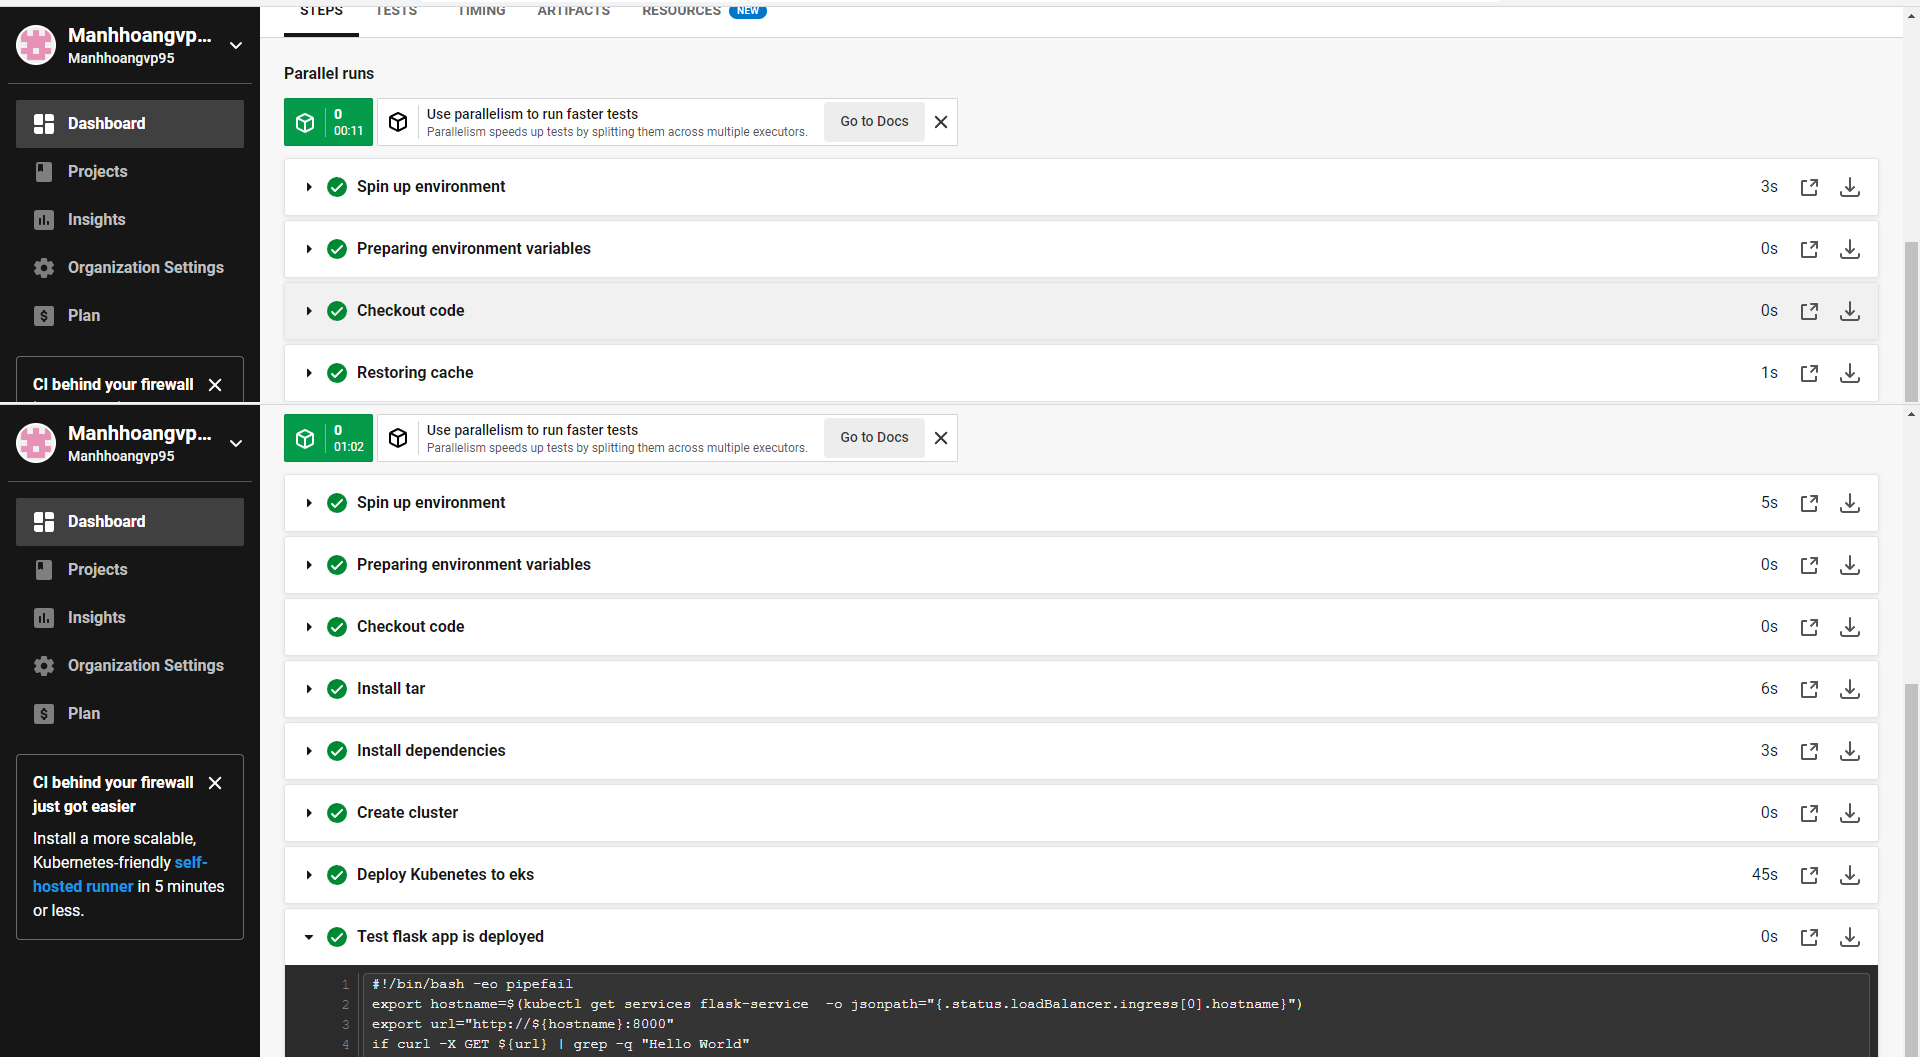 Manhhoangvp...
Manhhoangvp95
Dashboard
Projects
Insights
Organization Settings
Plan
CI behind your firewall
STEPS TESTS TIMING ARTIFACTS RESOURCES NEW
Parallel runs
0
00:11
Use parallelism to run faster tests
Parallelism speeds up tests by splitting them across multiple executors.
Go to Docs
Spin up environment 3s
Preparing environment variables 0s
Checkout code 0s
Restoring cache 1s
Manhhoangvp...
Manhhoangvp95
Dashboard
Projects
Insights
Organization Settings
Plan
CI behind your firewall
just got easier
Install a more scalable,
Kubernetes-friendly self-
hosted runner in 5 minutes
or less.
0
01:02
Use parallelism to run faster tests
Parallelism speeds up tests by splitting them across multiple executors.
Go to Docs
Spin up environment 5s
Preparing environment variables 0s
Checkout code 0s
Install tar 6s
Install dependencies 3s
Create cluster 0s
Deploy Kubenetes to eks 45s
Test flask app is deployed 0s
1 #!/bin/bash -eo pipefail
2 export hostname=$(kubectl get services flask-service  -o jsonpath="{.status.loadBalancer.ingress[0].hostname}")
3 export url="http://${hostname}:8000"
4 if curl -X GET ${url} | grep -q "Hello World"